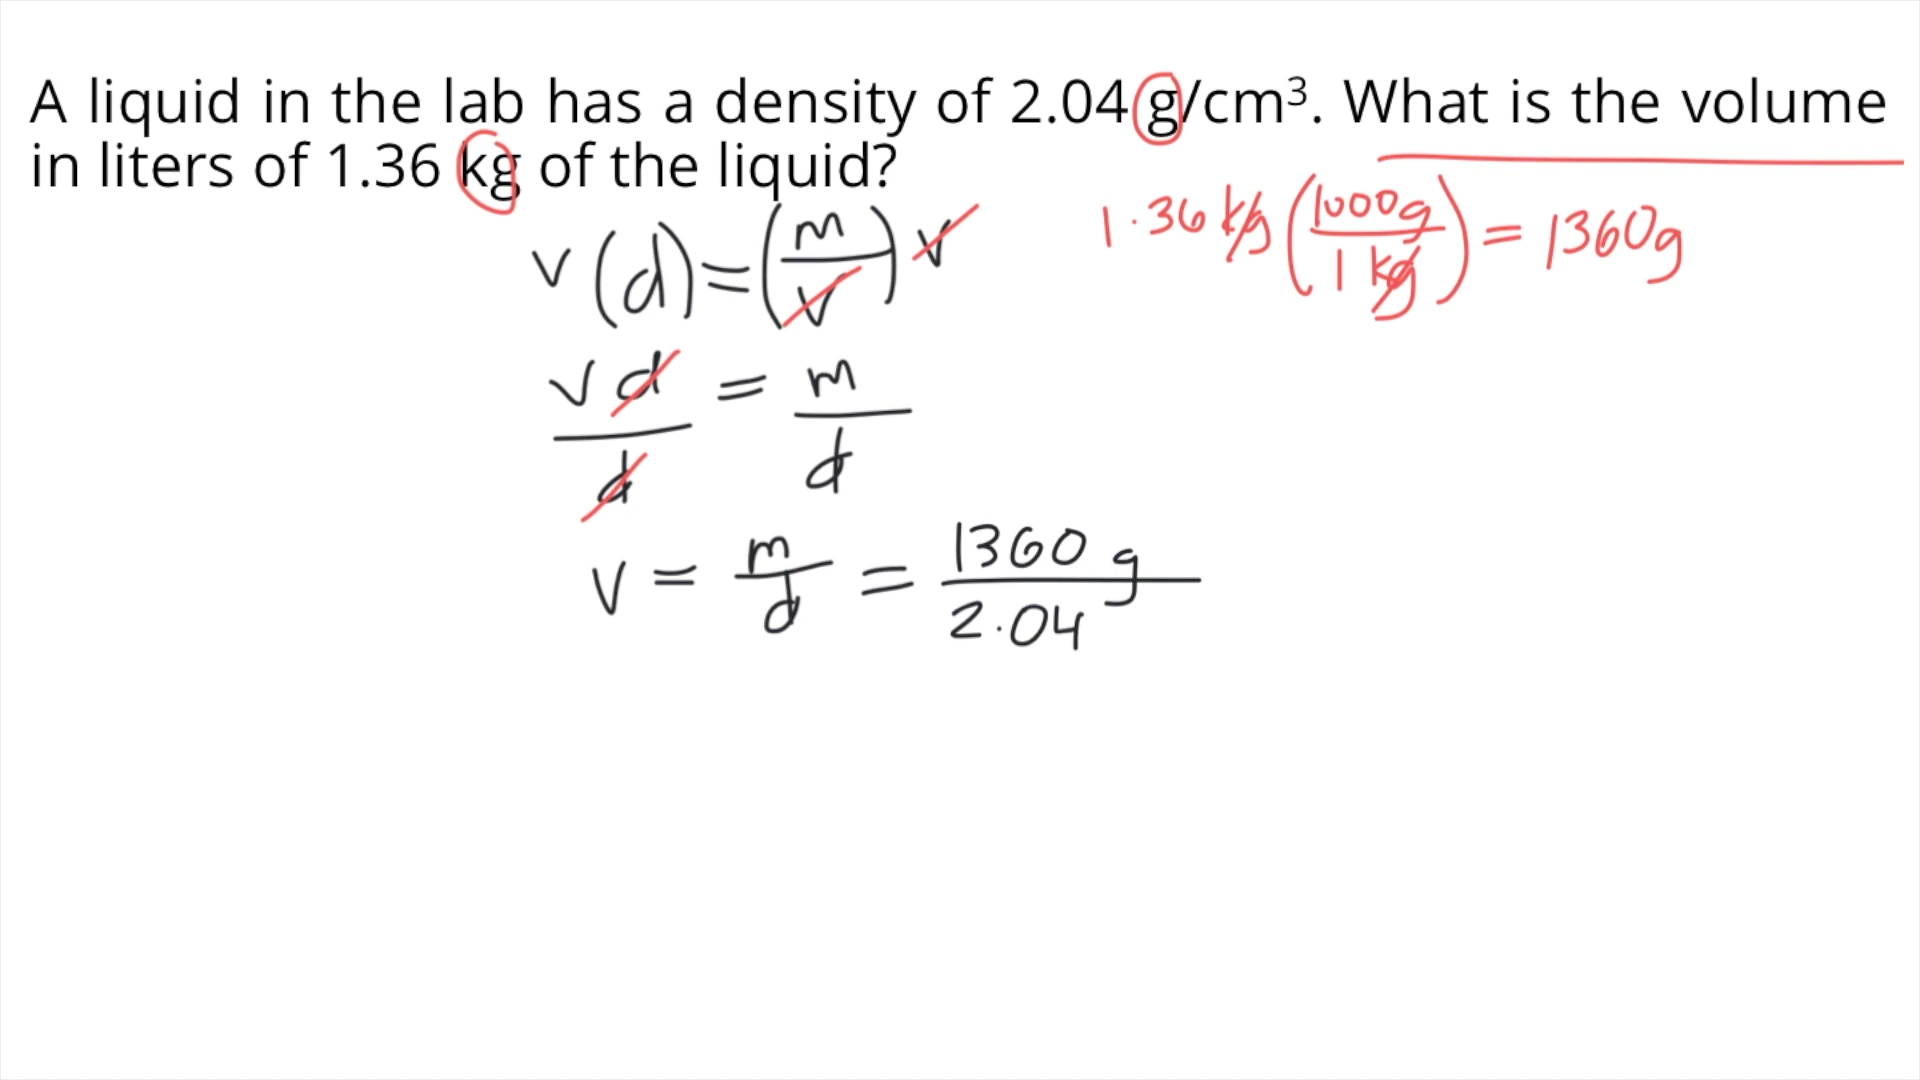 A liquid in the lab has a density of 2.04 g/cm³. What is the volume
in liters of 1.36 kg of the liquid?
v(d)=(m/v)v
1.36 kg(1000g/1 kg) = 1360g
vd/d = m/d
v = m/d = 1360 g/2.04